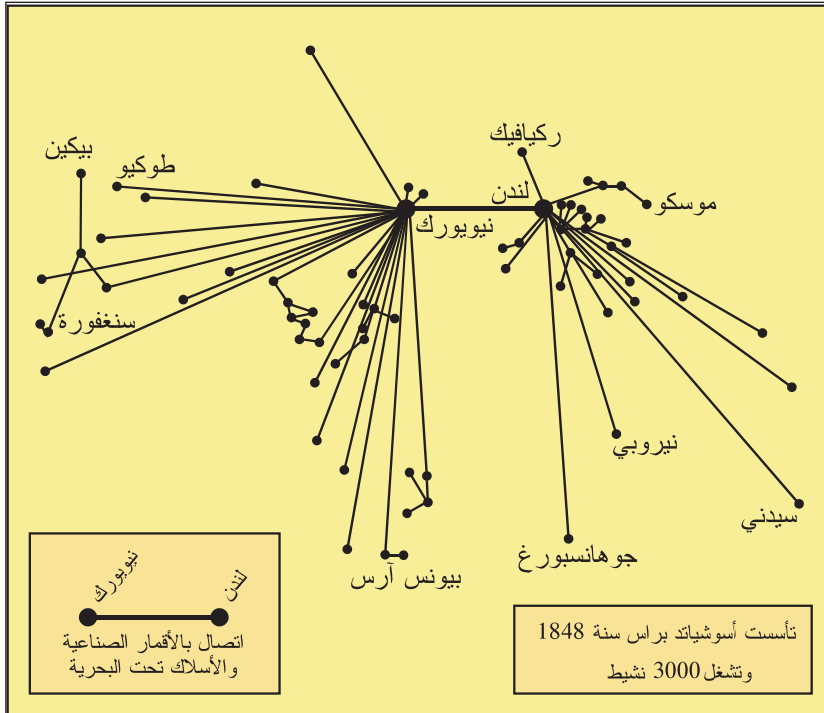 ركيافيك
بيكين
طوكيو
لندن
موسكو
نيويورك
سنغفورة
نيروبي
سيدني
جوهانسبورغ
بيونس آرس
نيويورك
لندن
اتصال بالأقمار الصناعية
والأسلاك تحت البحرية
تأسست أسوشياتد براس سنة 1848
وتشغل 3000 نشيط